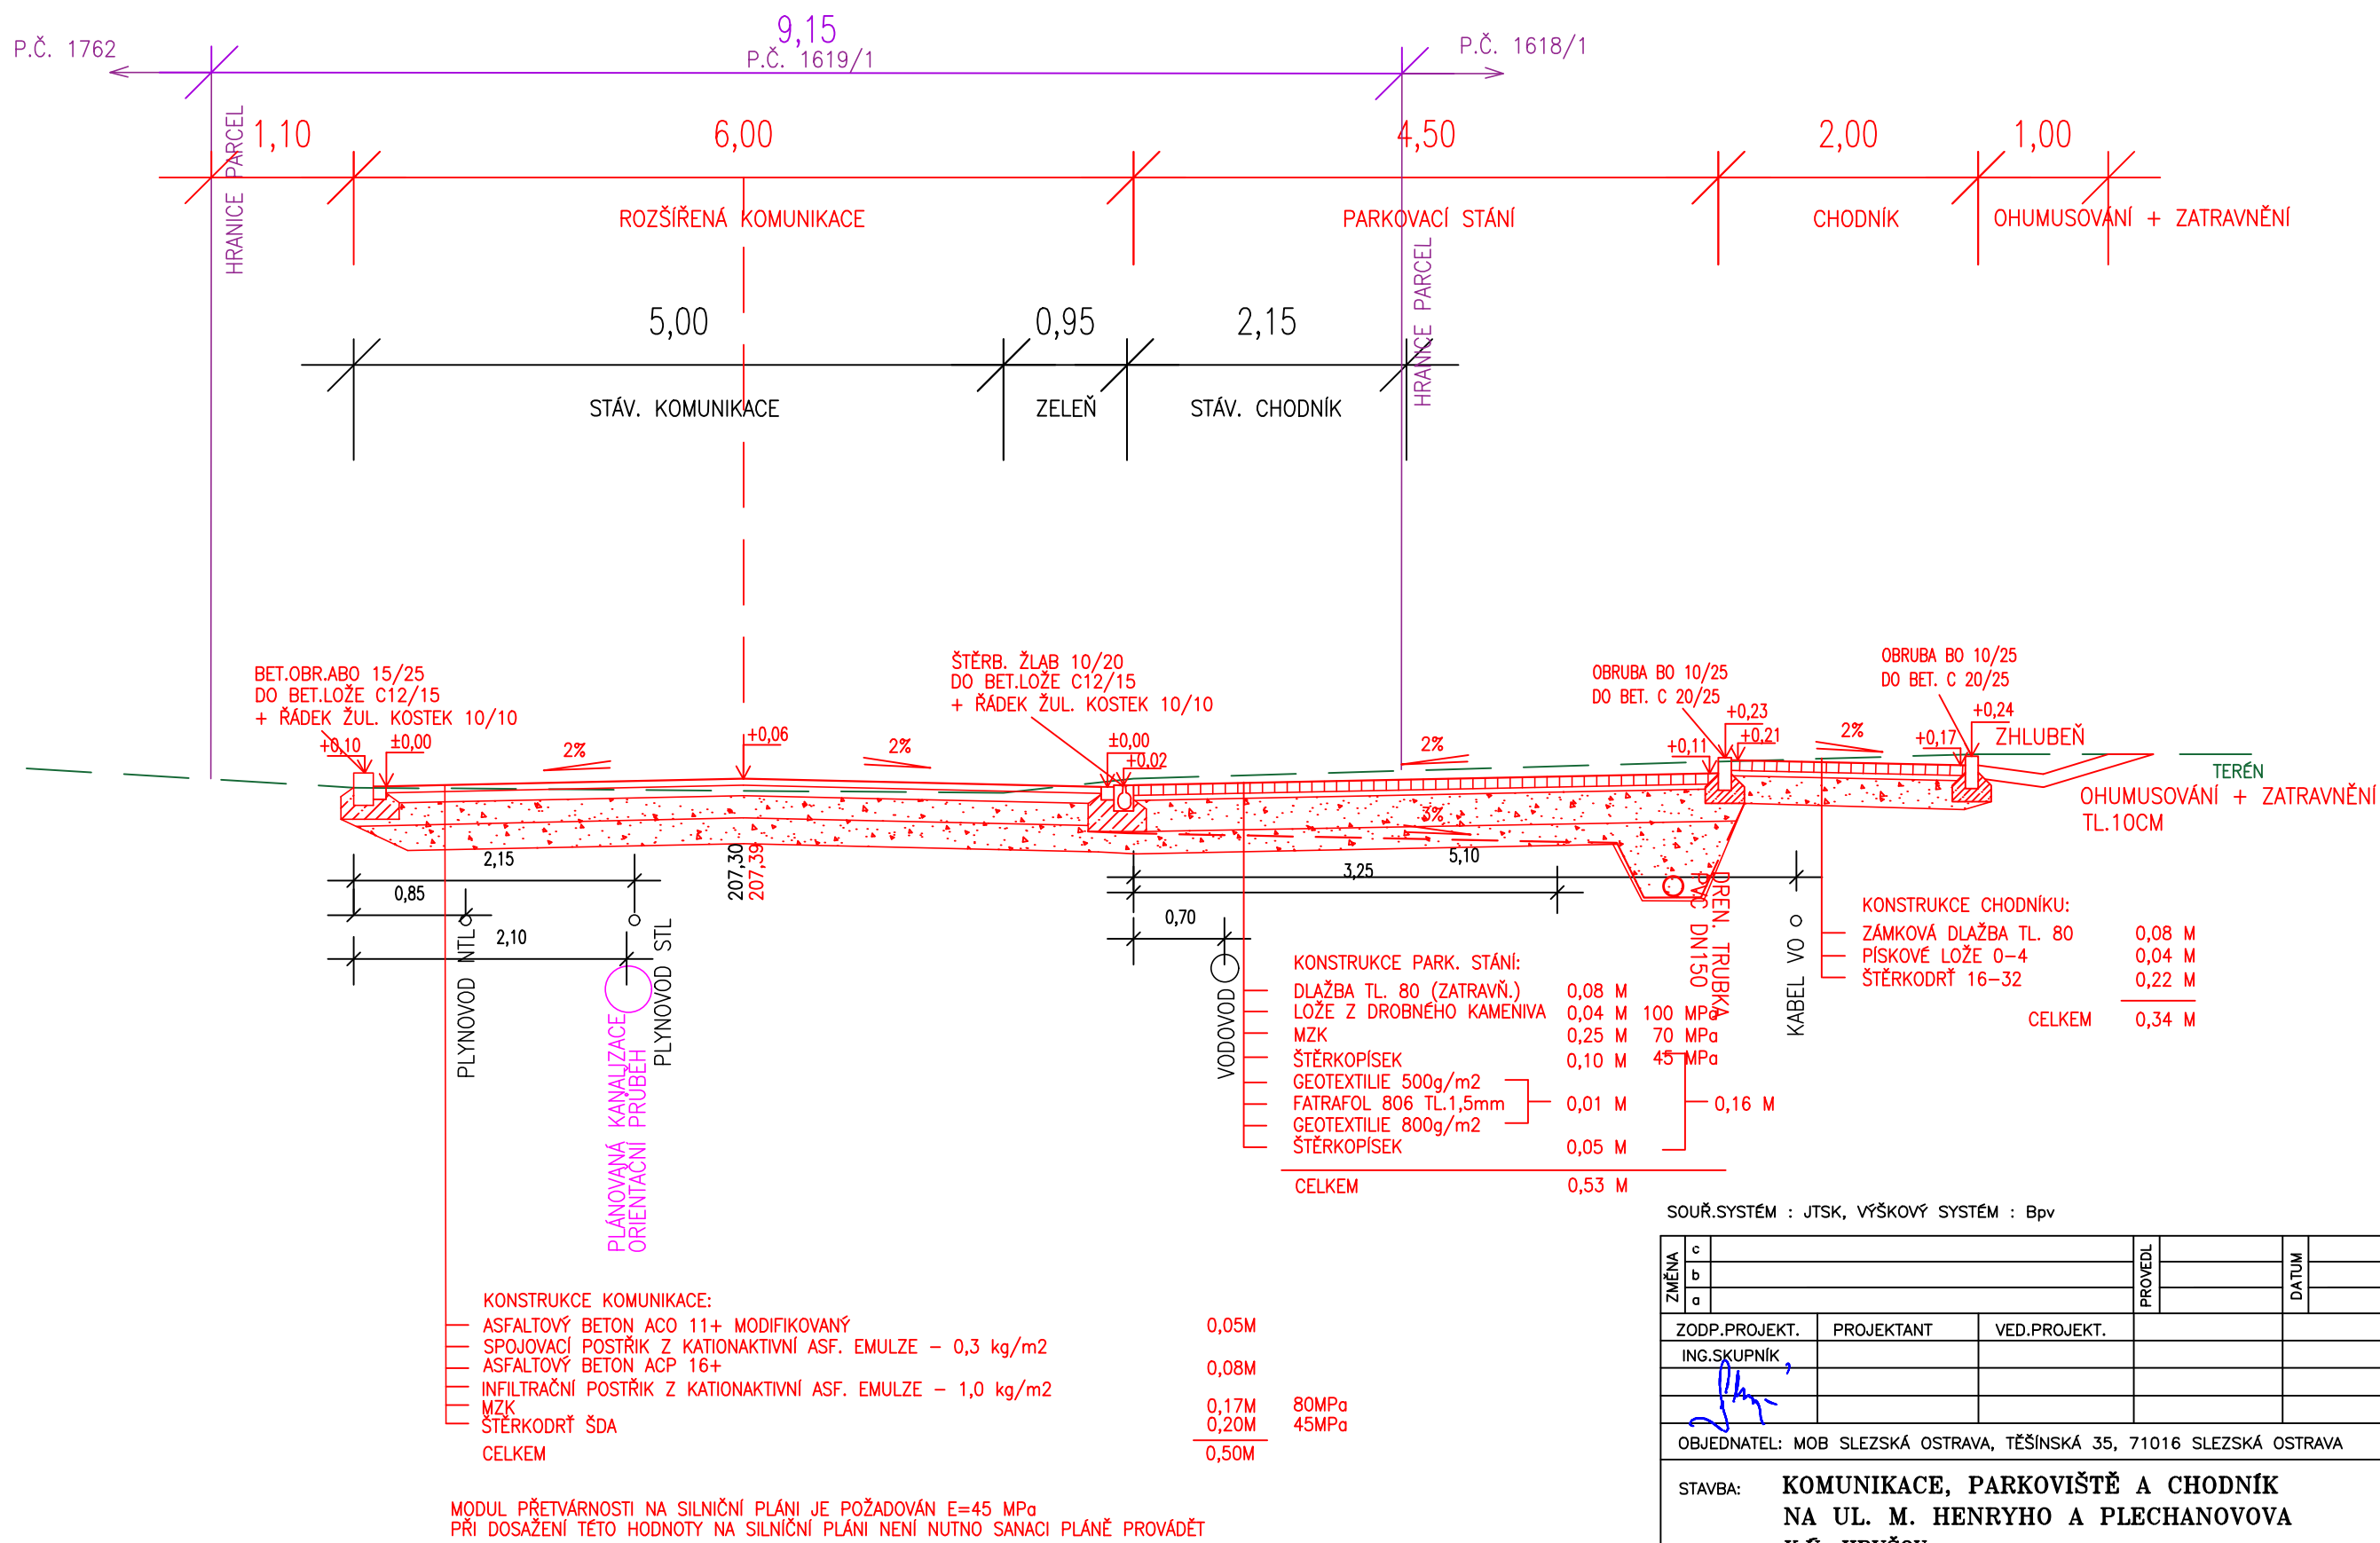 9,15
P.Č. 1762
P.Č. 1619/1
P.Č. 1618/1
HRANICE PARCEL
1,10
6,00
4,50
2,00
1,00
ROZŠÍŘENÁ KOMUNIKACE
PARKOVACÍ STÁNÍ
CHODNÍK
OHUMUSOVÁNÍ + ZATRAVNĚNÍ
HRANICE PARCEL
5,00
0,95
2,15
STÁV. KOMUNIKACE
ZELEŇ
STÁV. CHODNÍK
BET.OBR.ABO 15/25
DO BET.LOŽE C12/15
+ ŘÁDEK ŽUL. KOSTEK 10/10
+0,10
±0,00
2%
+0,06
2%
ŠTĚRB. ŽLAB 10/20
DO BET.LOŽE C12/15
+ ŘÁDEK ŽUL. KOSTEK 10/10
±0,00
+0,02
2%
OBRUBA BO 10/25
DO BET. C 20/25
+0,11
+0,23
+0,21
2%
OBRUBA BO 10/25
DO BET. C 20/25
+0,17
+0,24
ZHLUBEŇ
TERÉN
OHUMUSOVÁNÍ + ZATRAVNĚNÍ
TL.10CM
3%
2,15
0,85
2,10
207,30
207,39
5,10
3,25
0,70
PLYNOVOD NTL
PLYNOVOD STL
PLÁNOVANÁ KANALIZACE
ORIENTAČNÍ PRŮBĚH
VODOVOD
DREN. TRUBKA
PVC DN150
KABEL VO
KONSTRUKCE CHODNÍKU:
ZÁMKOVÁ DLAŽBA TL. 80 0,08 M
PÍSKOVÉ LOŽE 0-4 0,04 M
ŠTĚRKODRŤ 16-32 0,22 M
CELKEM 0,34 M
KONSTRUKCE PARK. STÁNÍ:
DLAŽBA TL. 80 (ZATRAVŇ.) 0,08 M
LOŽE Z DROBNÉHO KAMENIVA 0,04 M 100 MPa
MZK 0,25 M 70 MPa
ŠTĚRKOPÍSEK 0,10 M 45 MPa
GEOTEXTILIE 500g/m2
FATRAFOL 806 TL.1,5mm 0,01 M 0,16 M
GEOTEXTILIE 800g/m2
ŠTĚRKOPÍSEK 0,05 M
CELKEM 0,53 M
KONSTRUKCE KOMUNIKACE:
ASFALTOVÝ BETON ACO 11+ MODIFIKOVANÝ 0,05M
SPOJOVACÍ POSTŘIK Z KATIONAKTIVNÍ ASF. EMULZE - 0,3 kg/m2
ASFALTOVÝ BETON ACP 16+ 0,08M
INFILTRAČNÍ POSTŘIK Z KATIONAKTIVNÍ ASF. EMULZE - 1,0 kg/m2
MZK 0,17M 80MPa
ŠTĚRKODRŤ ŠDA 0,20M 45MPa
CELKEM 0,50M
MODUL PŘETVÁRNOSTI NA SILNIČNÍ PLÁNI JE POŽADOVÁN E=45 MPa
PŘI DOSAŽENÍ TÉTO HODNOTY NA SILNÍČNÍ PLÁNI NENÍ NUTNO SANACI PLÁNĚ PROVÁDĚT
SOUŘ.SYSTÉM : JTSK, VÝŠKOVÝ SYSTÉM : Bpv
ZMĚNA
c
b
a
PROVEDL
DATUM
ZODP.PROJEKT. PROJEKTANT VED.PROJEKT.
ING.SKUPNÍK
OBJEDNATEL: MOB SLEZSKÁ OSTRAVA, TĚŠÍNSKÁ 35, 71016 SLEZSKÁ OSTRAVA
STAVBA: KOMUNIKACE, PARKOVIŠTĚ A CHODNÍK
NA UL. M. HENRYHO A PLECHANOVOVA